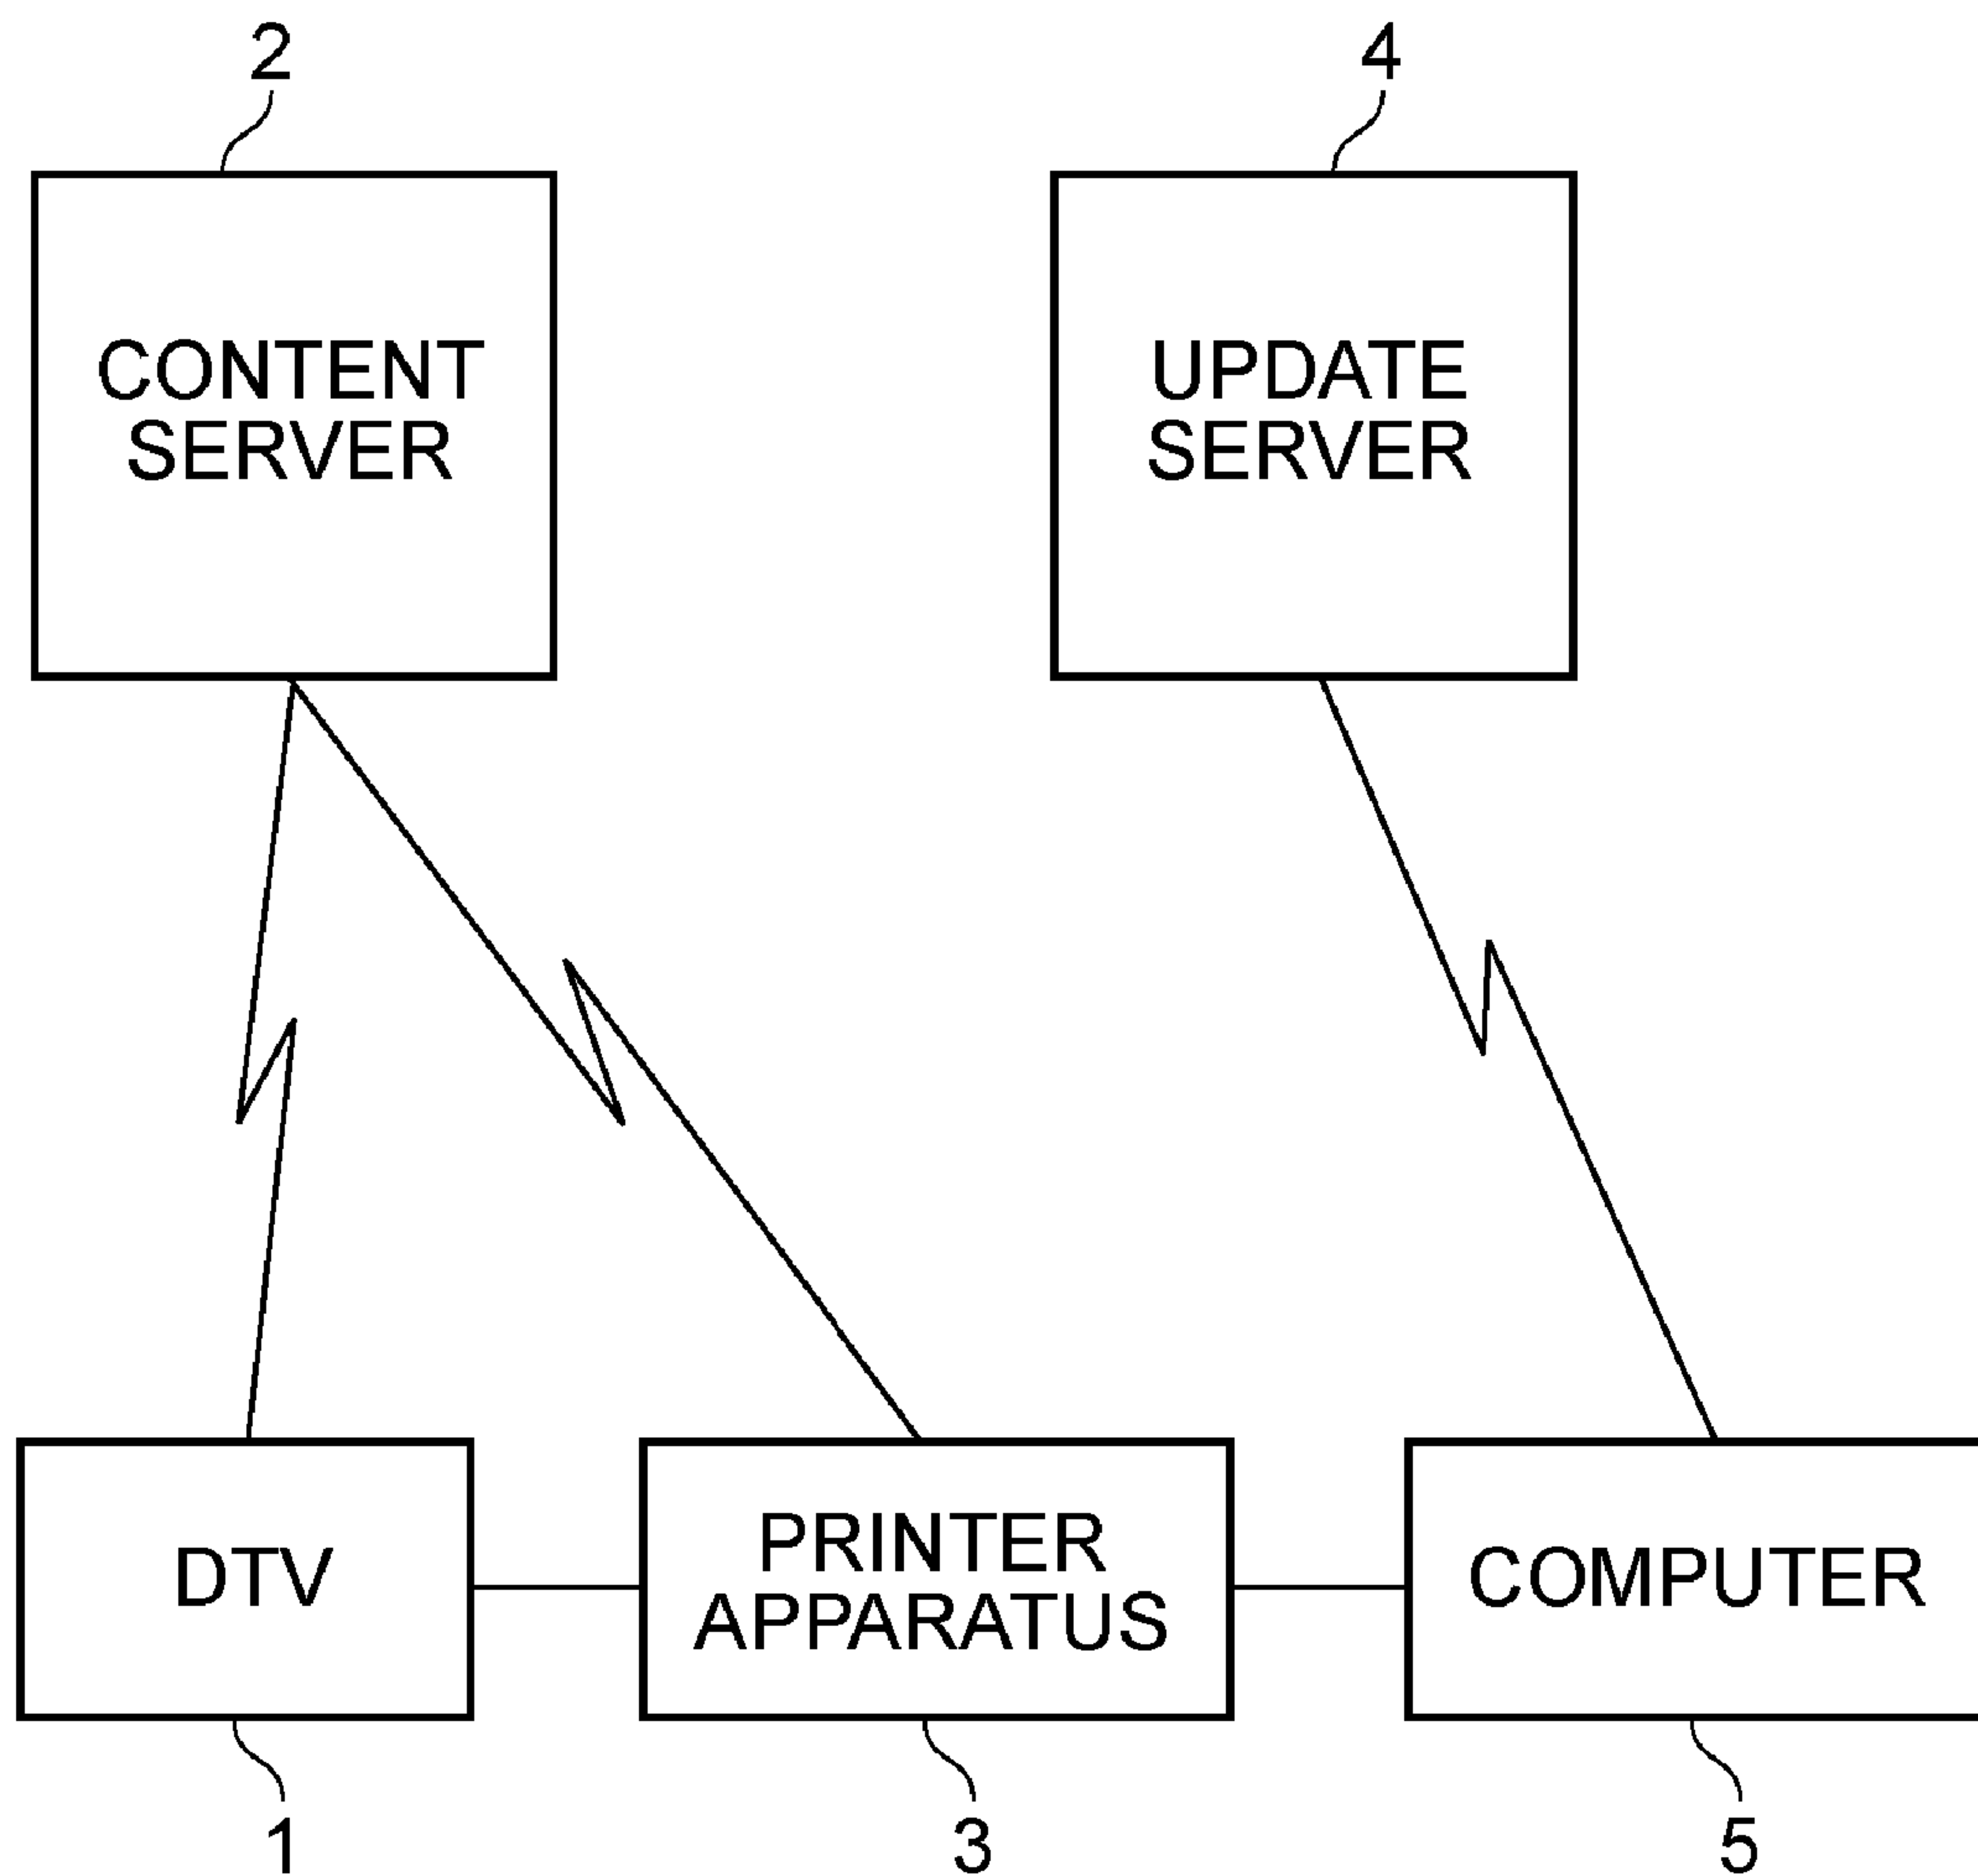 2
4
CONTENT
SERVER
UPDATE
SERVER
DTV
PRINTER
APPARATUS
COMPUTER
1
3
5